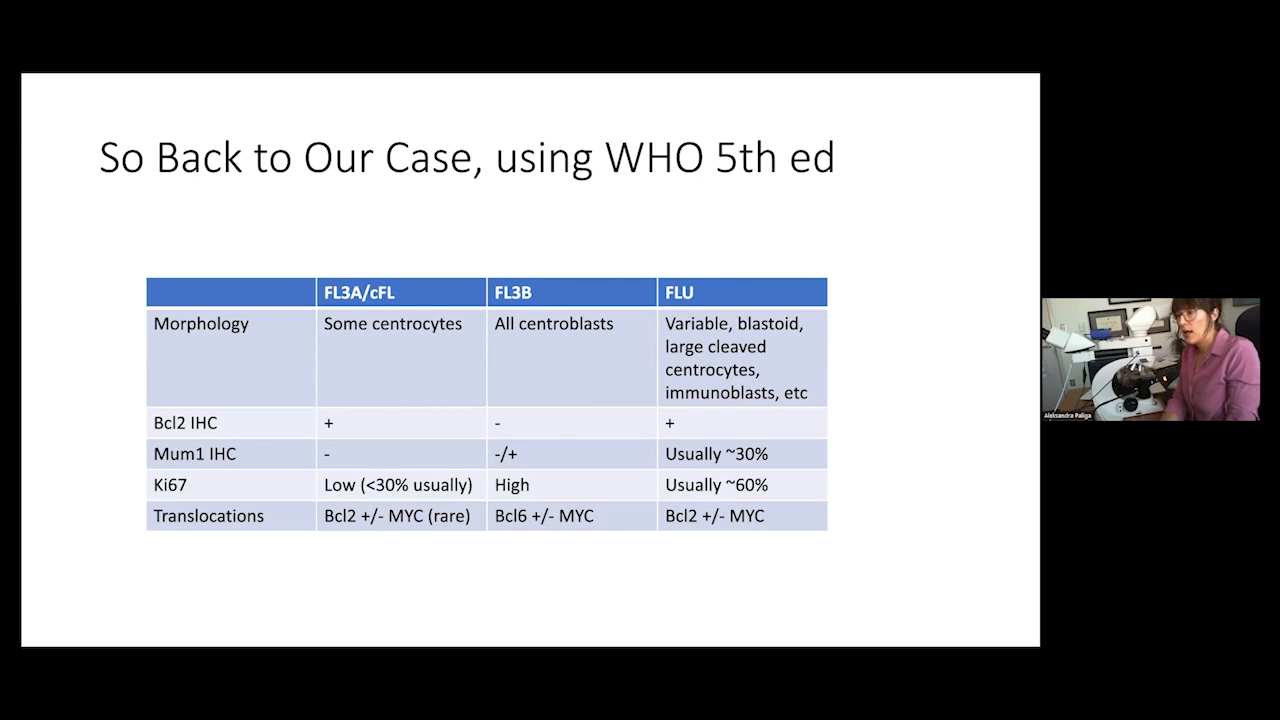 So Back to Our Case, using WHO 5th ed
FL3A/cFL FL3B FLU
Morphology Some centrocytes All centroblasts Variable, blastoid,
large cleaved
centrocytes,
immunoblasts, etc
Bcl2 IHC + - +
Mum1 IHC - -/+ Usually ~30%
Ki67 Low (<30% usually) High Usually ~60%
Translocations Bcl2 +/- MYC (rare) Bcl6 +/- MYC Bcl2 +/- MYC
Aleksandra Paliga